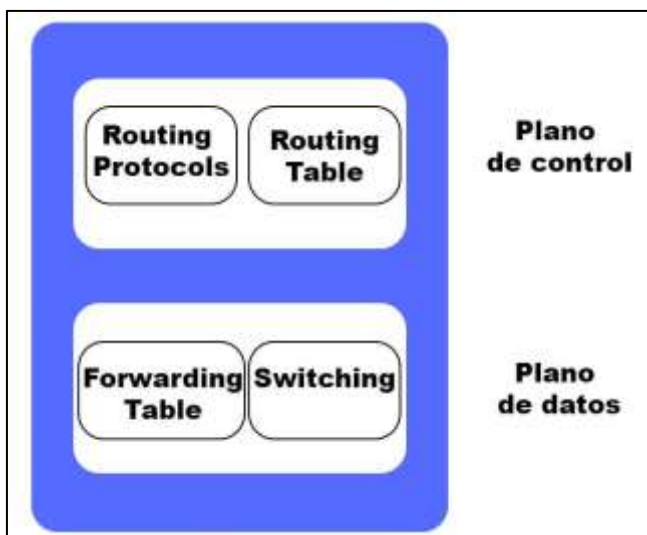 Routing
Protocols
Routing
Table
Plano
de control
Forwarding
Table
Switching
Plano
de datos